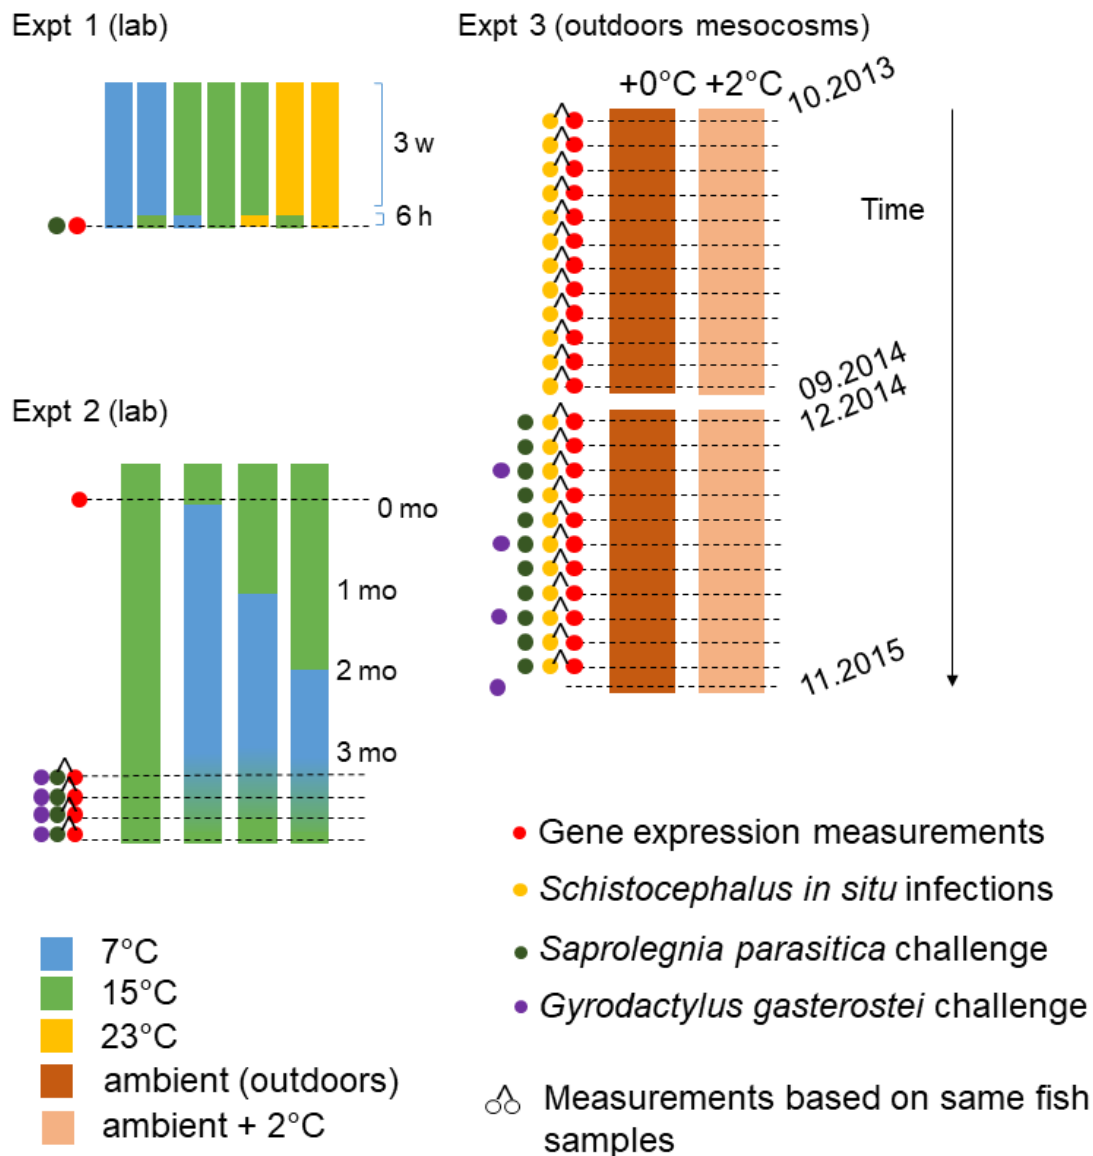 Expt 1 (lab)
3 w
6 h
Expt 2 (lab)
0 mo
1 mo
2 mo
3 mo
7°C
15°C
23°C
ambient (outdoors)
ambient + 2°C
Expt 3 (outdoors mesocosms)
+0°C +2°C
10.2013
Time
09.2014
12.2014
11.2015
Gene expression measurements
Schistocephalus in situ infections
Saprolegnia parasitica challenge
Gyrodactylus gasterostei challenge
Measurements based on same fish
samples